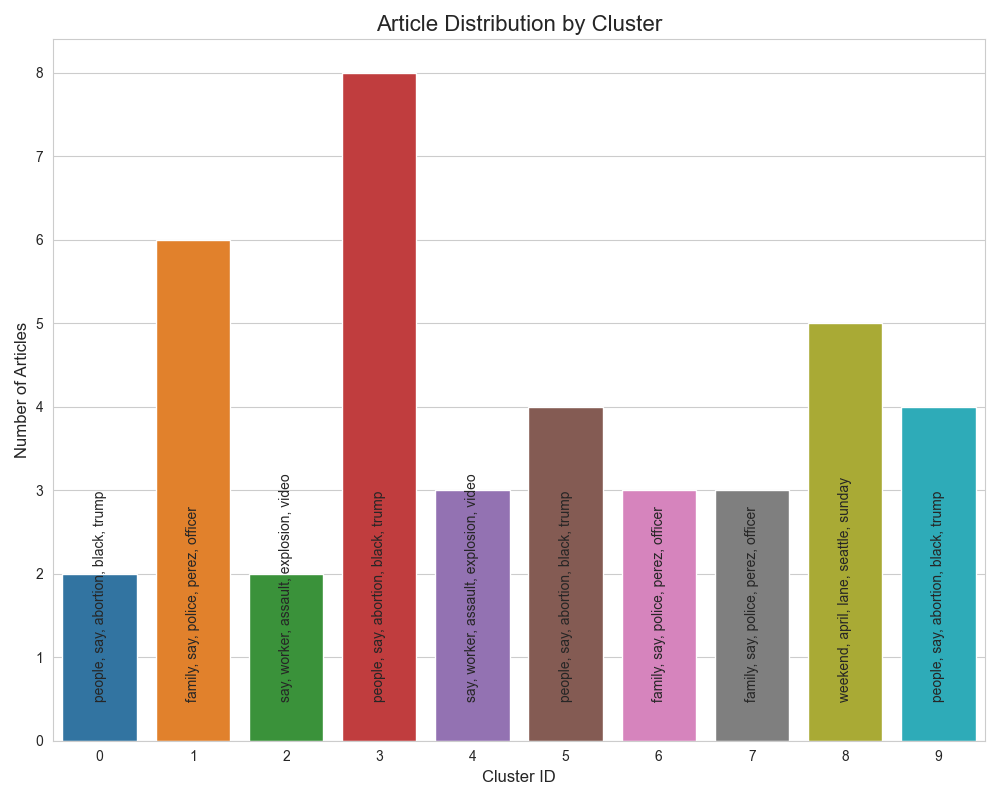 Article Distribution by Cluster
Number of Articles
8
7
6
5
4
3
2
1
0
people, say, abortion, black, trump
family, say, police, perez, officer
say, worker, assault, explosion, video
people, say, abortion, black, trump
say, worker, assault, explosion, video
people, say, abortion, black, trump
family, say, police, perez, officer
family, say, police, perez, officer
weekend, april, lane, seattle, sunday
people, say, abortion, black, trump
0 1 2 3 4 5 6 7 8 9
Cluster ID